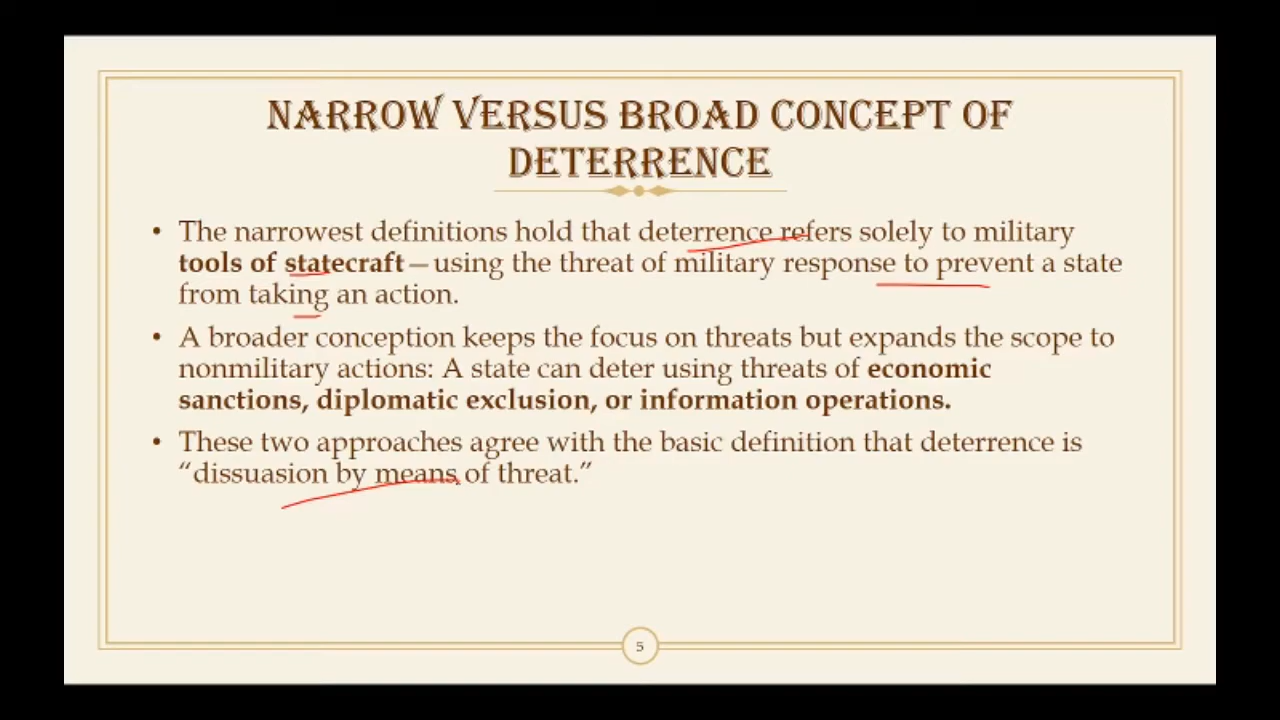 NARROW VERSUS BROAD CONCEPT OF
DETERRENCE
• The narrowest definitions hold that deterrence refers solely to military
tools of statecraft—using the threat of military response to prevent a state
from taking an action.
• A broader conception keeps the focus on threats but expands the scope to
nonmilitary actions: A state can deter using threats of economic
sanctions, diplomatic exclusion, or information operations.
• These two approaches agree with the basic definition that deterrence is
“dissuasion by means of threat.”
5